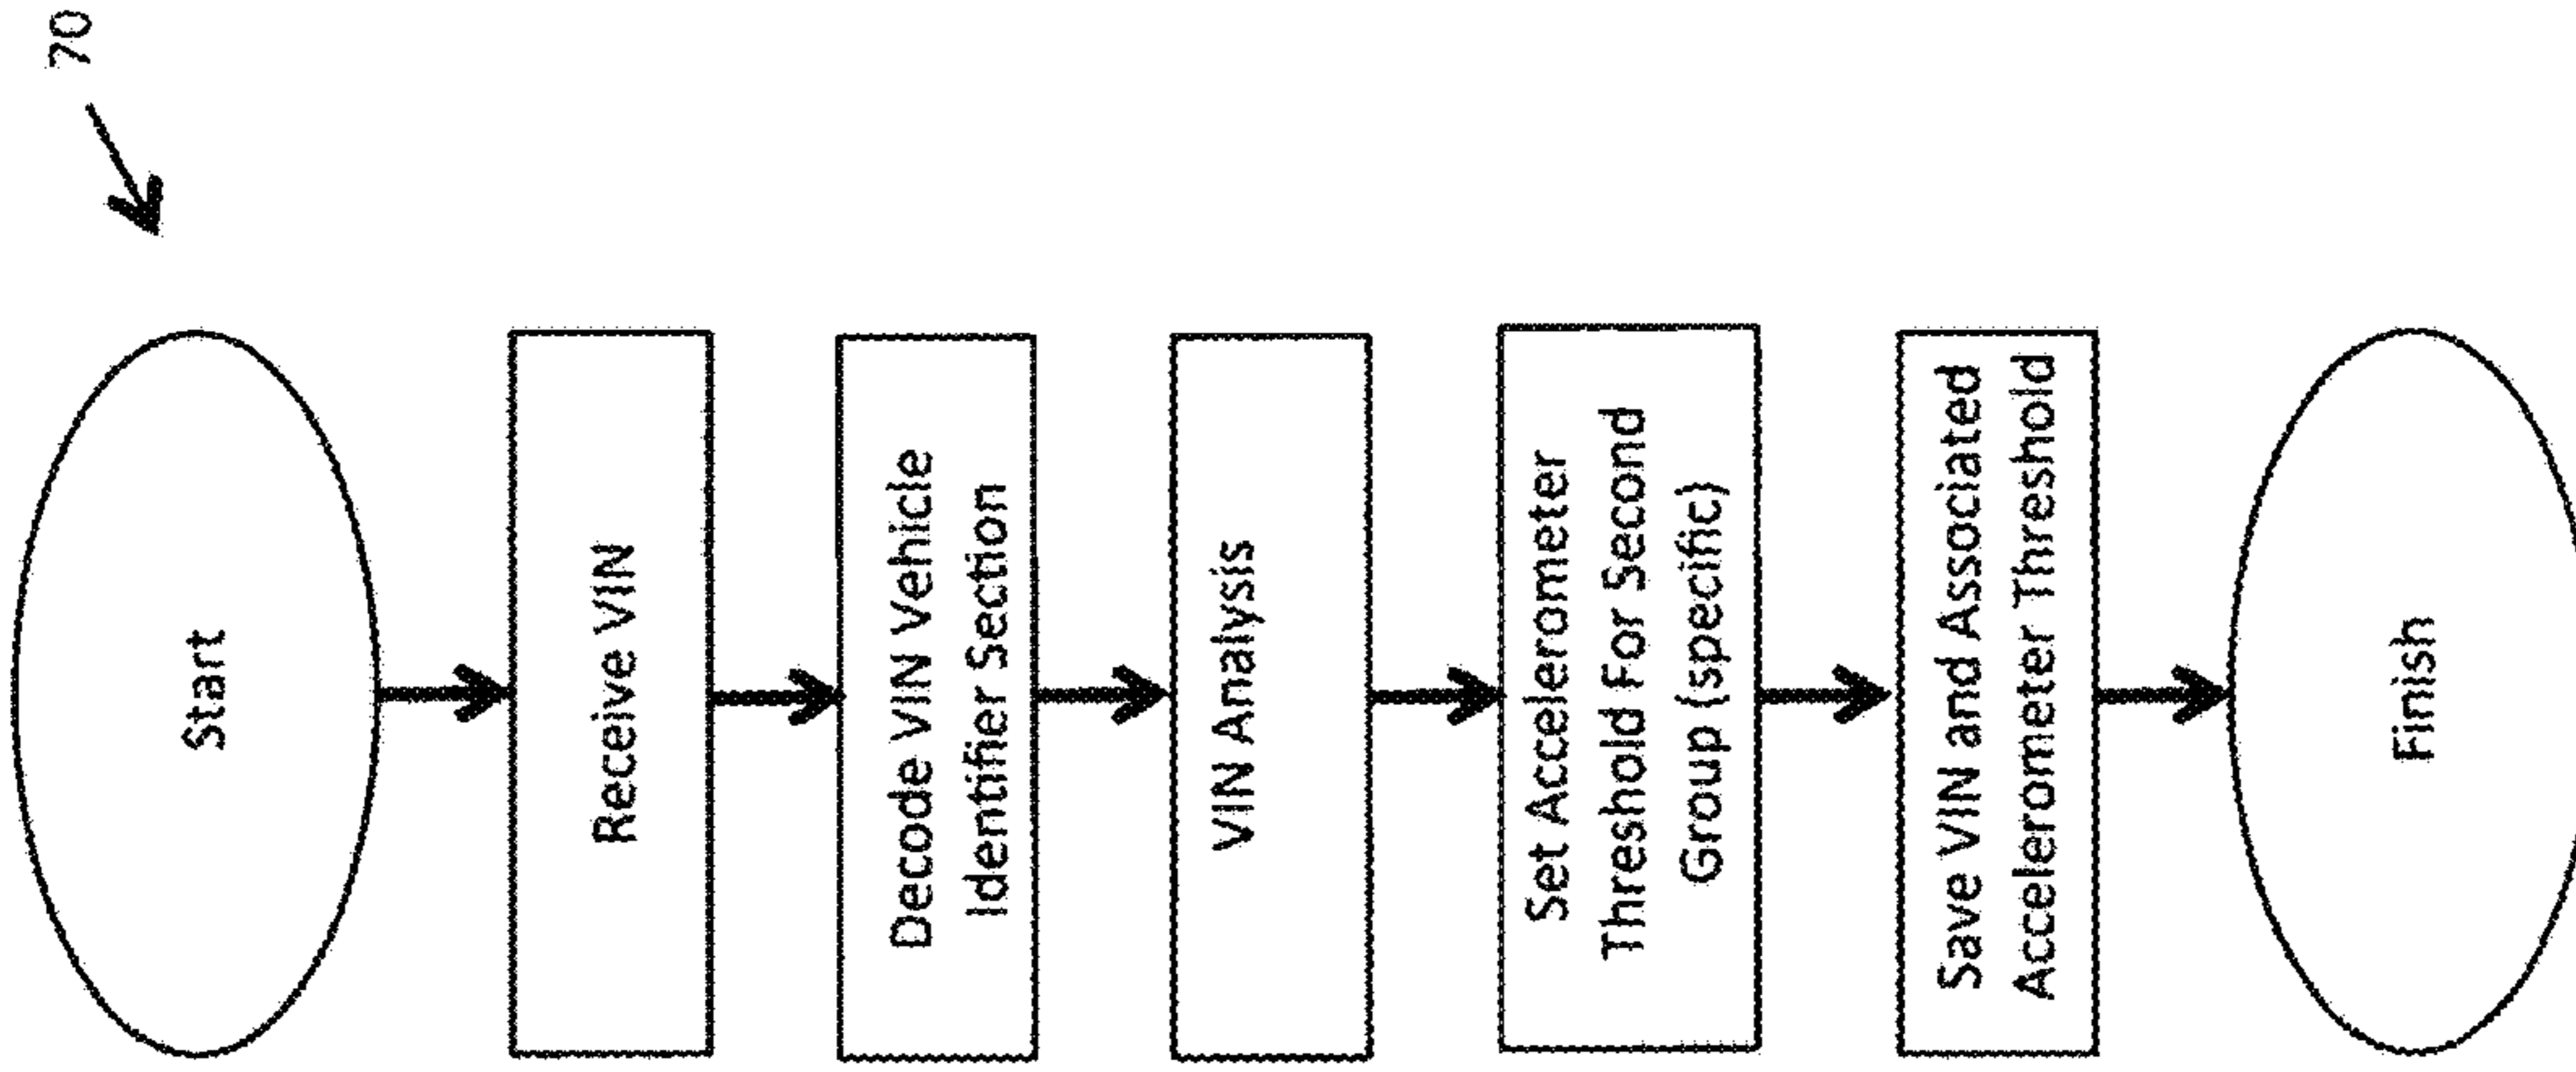 70
Start
Receive VIN
Decode VIN Vehicle
Identifier Section
VIN Analysis
Set Accelerometer
Threshold For Second
Group (specific)
Save VIN and Associated
Accelerometer Threshold
Finish